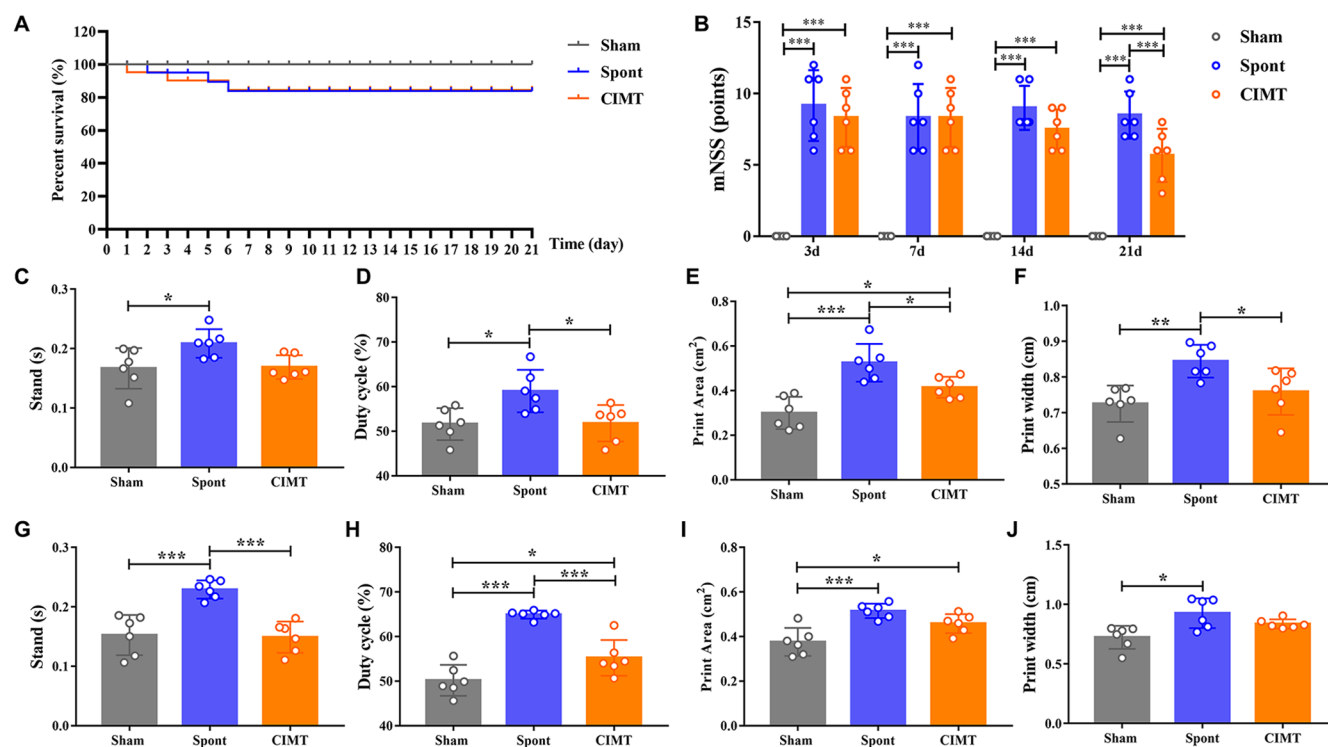 A
Percent survival (%)
120
100
80
60
40
20
0
0 1 2 3 4 5 6 7 8 9 10 11 12 13 14 15 16 17 18 19 20 21
Time (day)
Sham
Spont
CIMT
B
mNSS (points)
15
10
5
0
*** *** *** ***
*** *** *** *** ***
3d 7d 14d 21d
Sham
Spont
CIMT
C
Stand (s)
0.3
0.2
0.1
0.0
*
Sham Spont CIMT
D
Duty cycle (%)
80
70
60
50
40
* *
Sham Spont CIMT
E
Print Area (cm²)
0.8
0.6
0.4
0.2
0.0
*
*** *
Sham Spont CIMT
F
Print width (cm)
1.0
0.9
0.8
0.7
0.6
0.5
** *
Sham Spont CIMT
G
Stand (s)
0.3
0.2
0.1
0.0
*** ***
Sham Spont CIMT
H
Duty cycle (%)
80
70
60
50
40
*
*** ***
Sham Spont CIMT
I
Print Area (cm²)
0.8
0.6
0.4
0.2
0.0
*
***
Sham Spont CIMT
J
Print width (cm)
1.5
1.0
0.5
0.0
*
Sham Spont CIMT